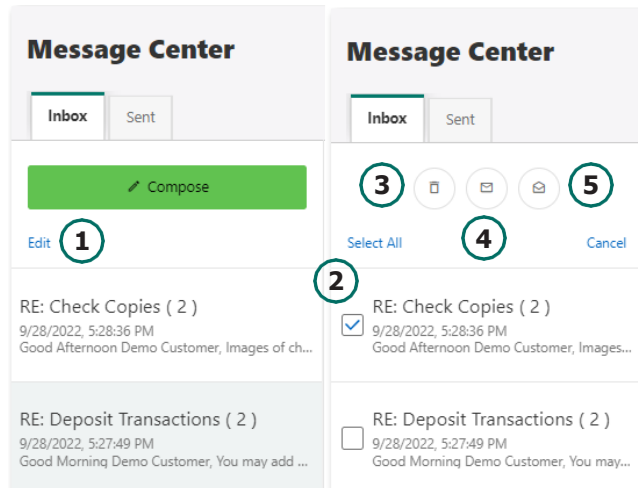 Message Center
Inbox Sent
Compose
Edit 1
RE: Check Copies ( 2 )
9/28/2022, 5:28:36 PM
Good Afternoon Demo Customer, Images of ch...
RE: Deposit Transactions ( 2 )
9/28/2022, 5:27:49 PM
Good Morning Demo Customer, You may add ...
Message Center
Inbox Sent
3 5
Select All 4 Cancel
2
RE: Check Copies ( 2 )
9/28/2022, 5:28:36 PM
Good Afternoon Demo Customer, Images...
RE: Deposit Transactions ( 2 )
9/28/2022, 5:27:49 PM
Good Morning Demo Customer, You may...